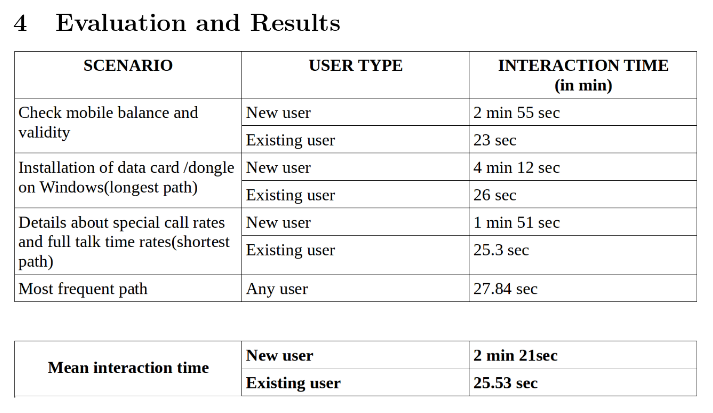 4 Evaluation and Results
SCENARIO USER TYPE INTERACTION TIME
(in min)
Check mobile balance and
validity
New user 2 min 55 sec
Existing user 23 sec
Installation of data card /dongle
on Windows(longest path)
New user 4 min 12 sec
Existing user 26 sec
Details about special call rates
and full talk time rates(shortest
path)
New user 1 min 51 sec
Existing user 25.3 sec
Most frequent path Any user 27.84 sec
Mean interaction time
New user 2 min 21sec
Existing user 25.53 sec